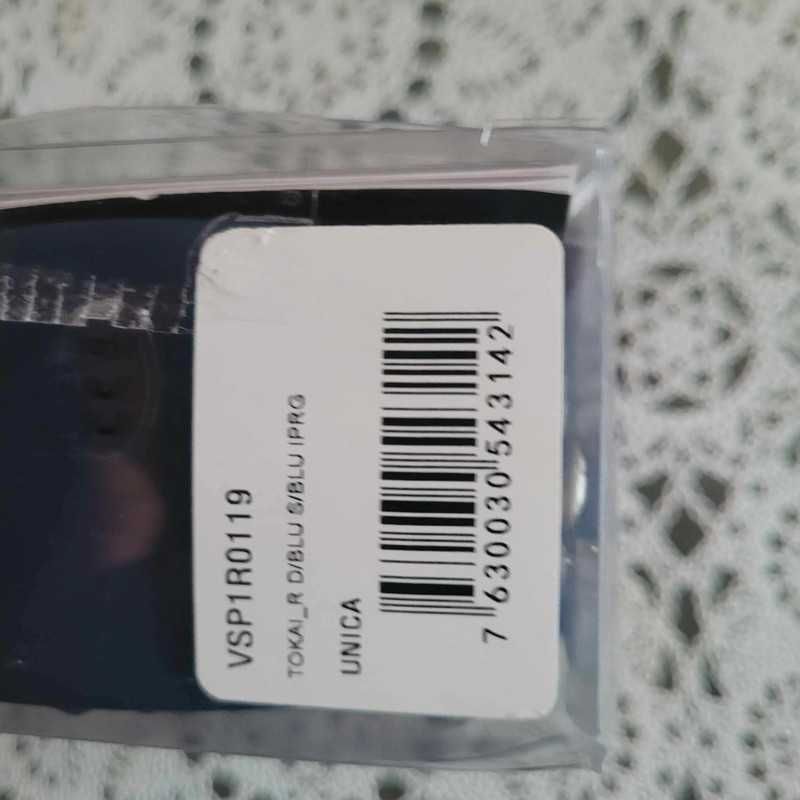 VSP1R0119
TOKAI_R D/BLU S/BLU IPRG
UNICA
7 630030 543142